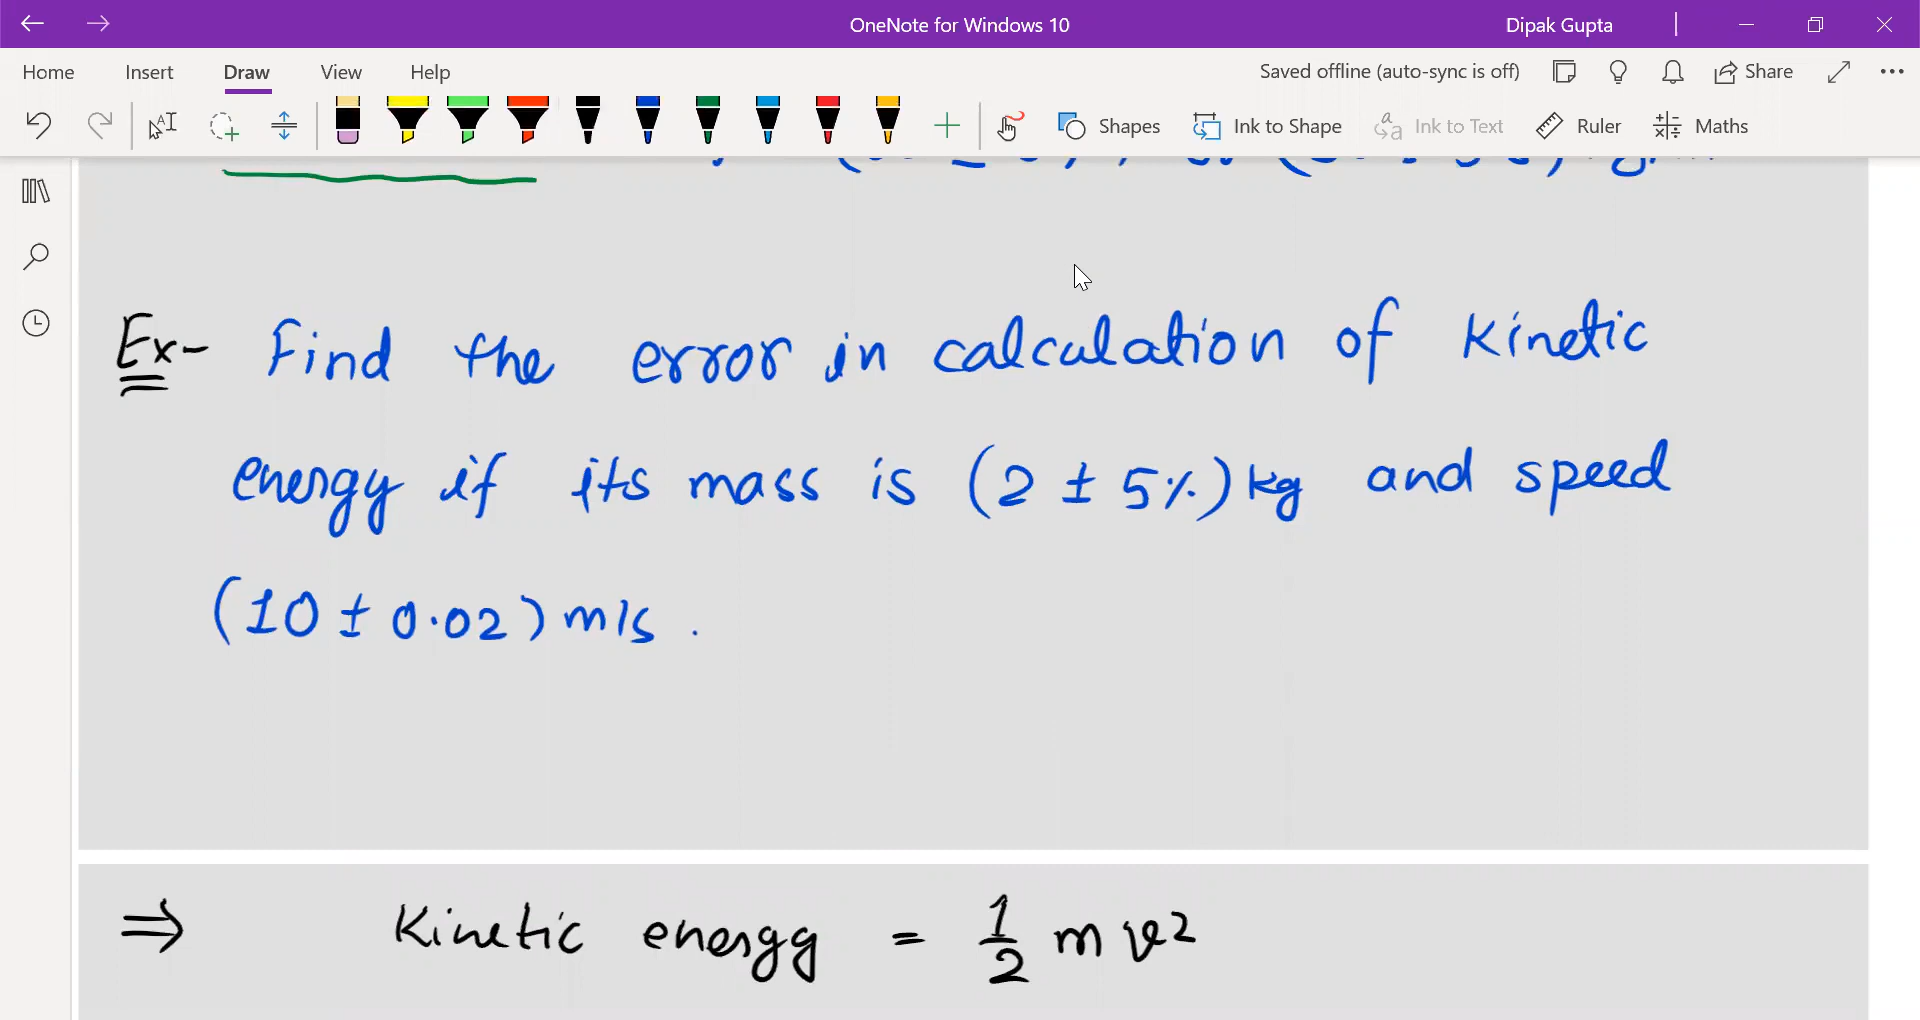 OneNote for Windows 10
Dipak Gupta
Home Insert Draw View Help
Saved offline (auto-sync is off) Share
Shapes Ink to Shape Ink to Text Ruler Maths
Ex- Find the error in calculation of Kinetic
energy if its mass is (2 ± 5%) kg and speed
(10 ± 0.02) m/s .
⇒ Kinetic energy = 1/2 m v²